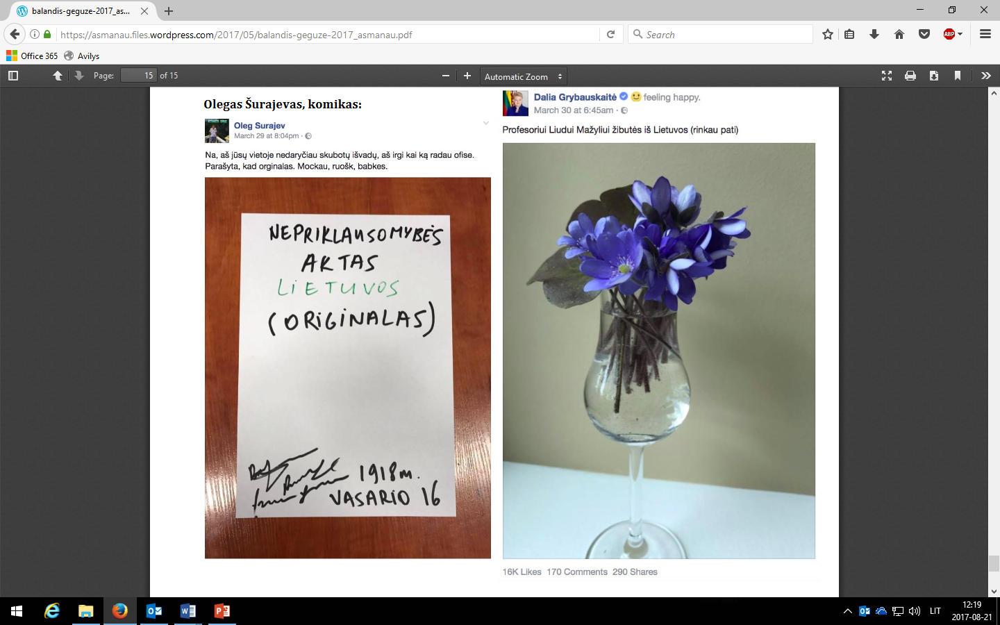 balandis-geguze-2017_as...
https://asmanau.files.wordpress.com/2017/05/balandis-geguze-2017_asmanau.pdf
Search
ABP
Office 365
Avilys
Page:
15
of 15
Automatic Zoom
Olegas Šurajevas, komikas:
Oleg Surajev
March 29 at 8:04pm ·
Na, aš jūsų vietoje nedaryčiau skubotų išvadų, aš irgi kai ką radau ofise.
Parašyta, kad orginalas. Mockau, ruošk, babkes.
NEPRIKLAUSOMYBĖS
AKTAS
LIETUVOS
(ORIGINALAS)
1918 m.
VASARIO 16
Dalia Grybauskaitė feeling happy.
March 30 at 6:45am ·
Profesoriui Liudui Mažyliui žibutės iš Lietuvos (rinkau pati)
16K Likes 170 Comments 290 Shares
LIT
12:19
2017-08-21